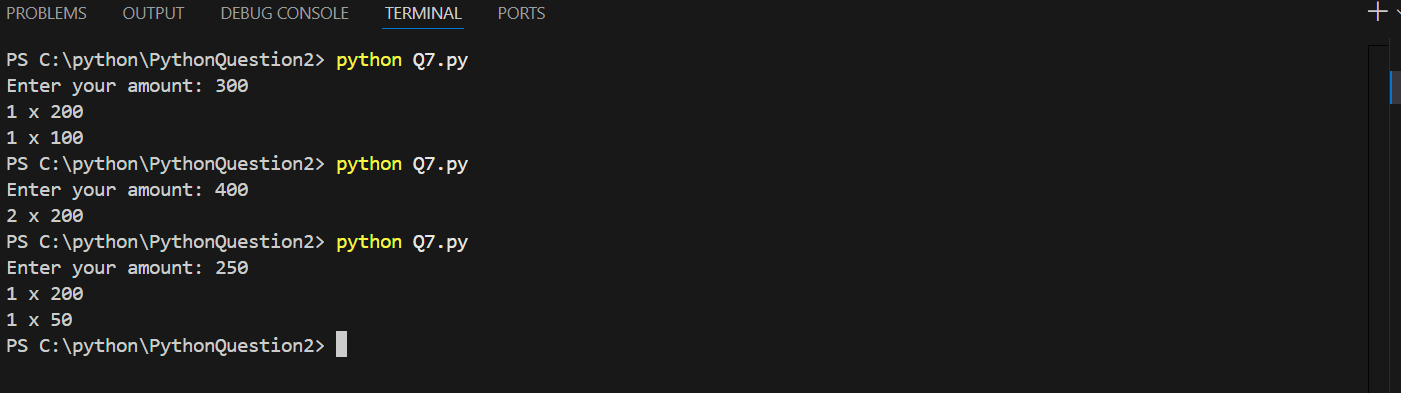 PROBLEMS OUTPUT DEBUG CONSOLE TERMINAL PORTS
PS C:\python\PythonQuestion2> python Q7.py
Enter your amount: 300
1 x 200
1 x 100
PS C:\python\PythonQuestion2> python Q7.py
Enter your amount: 400
2 x 200
PS C:\python\PythonQuestion2> python Q7.py
Enter your amount: 250
1 x 200
1 x 50
PS C:\python\PythonQuestion2>